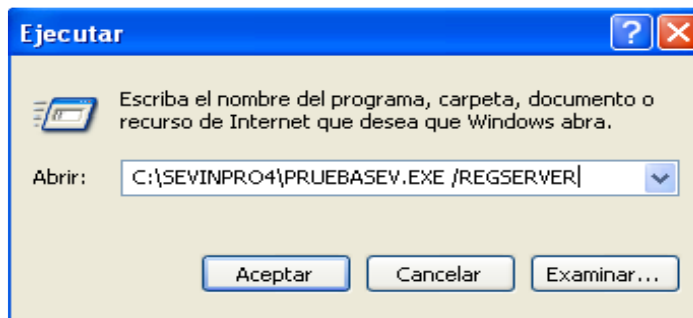 Ejecutar
Escriba el nombre del programa, carpeta, documento o
recurso de Internet que desea que Windows abra.
Abrir: C:\SEVINPRO4\PRUEBASEV.EXE /REGSERVER
Aceptar Cancelar Examinar...